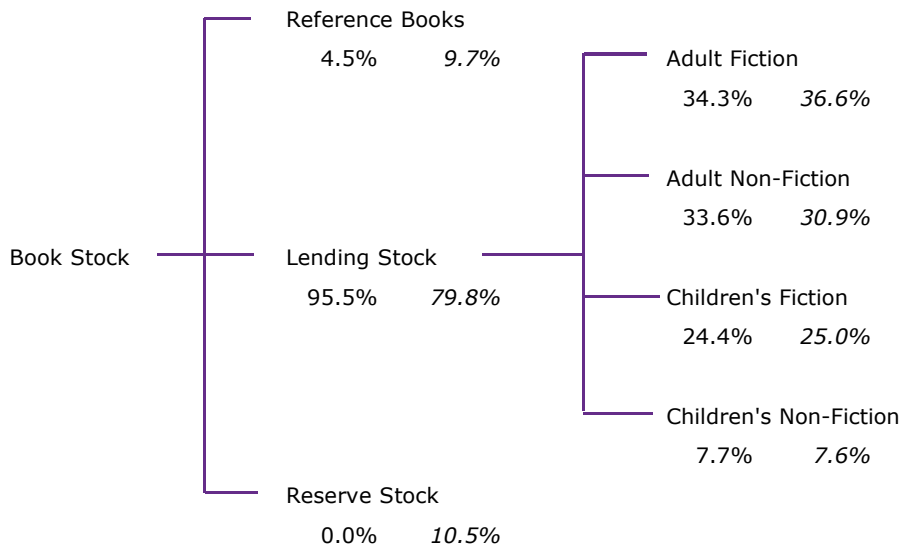 Reference Books
4.5% 9.7%
Adult Fiction
34.3% 36.6%
Adult Non-Fiction
33.6% 30.9%
Book Stock
Lending Stock
95.5% 79.8%
Children's Fiction
24.4% 25.0%
Children's Non-Fiction
7.7% 7.6%
Reserve Stock
0.0% 10.5%